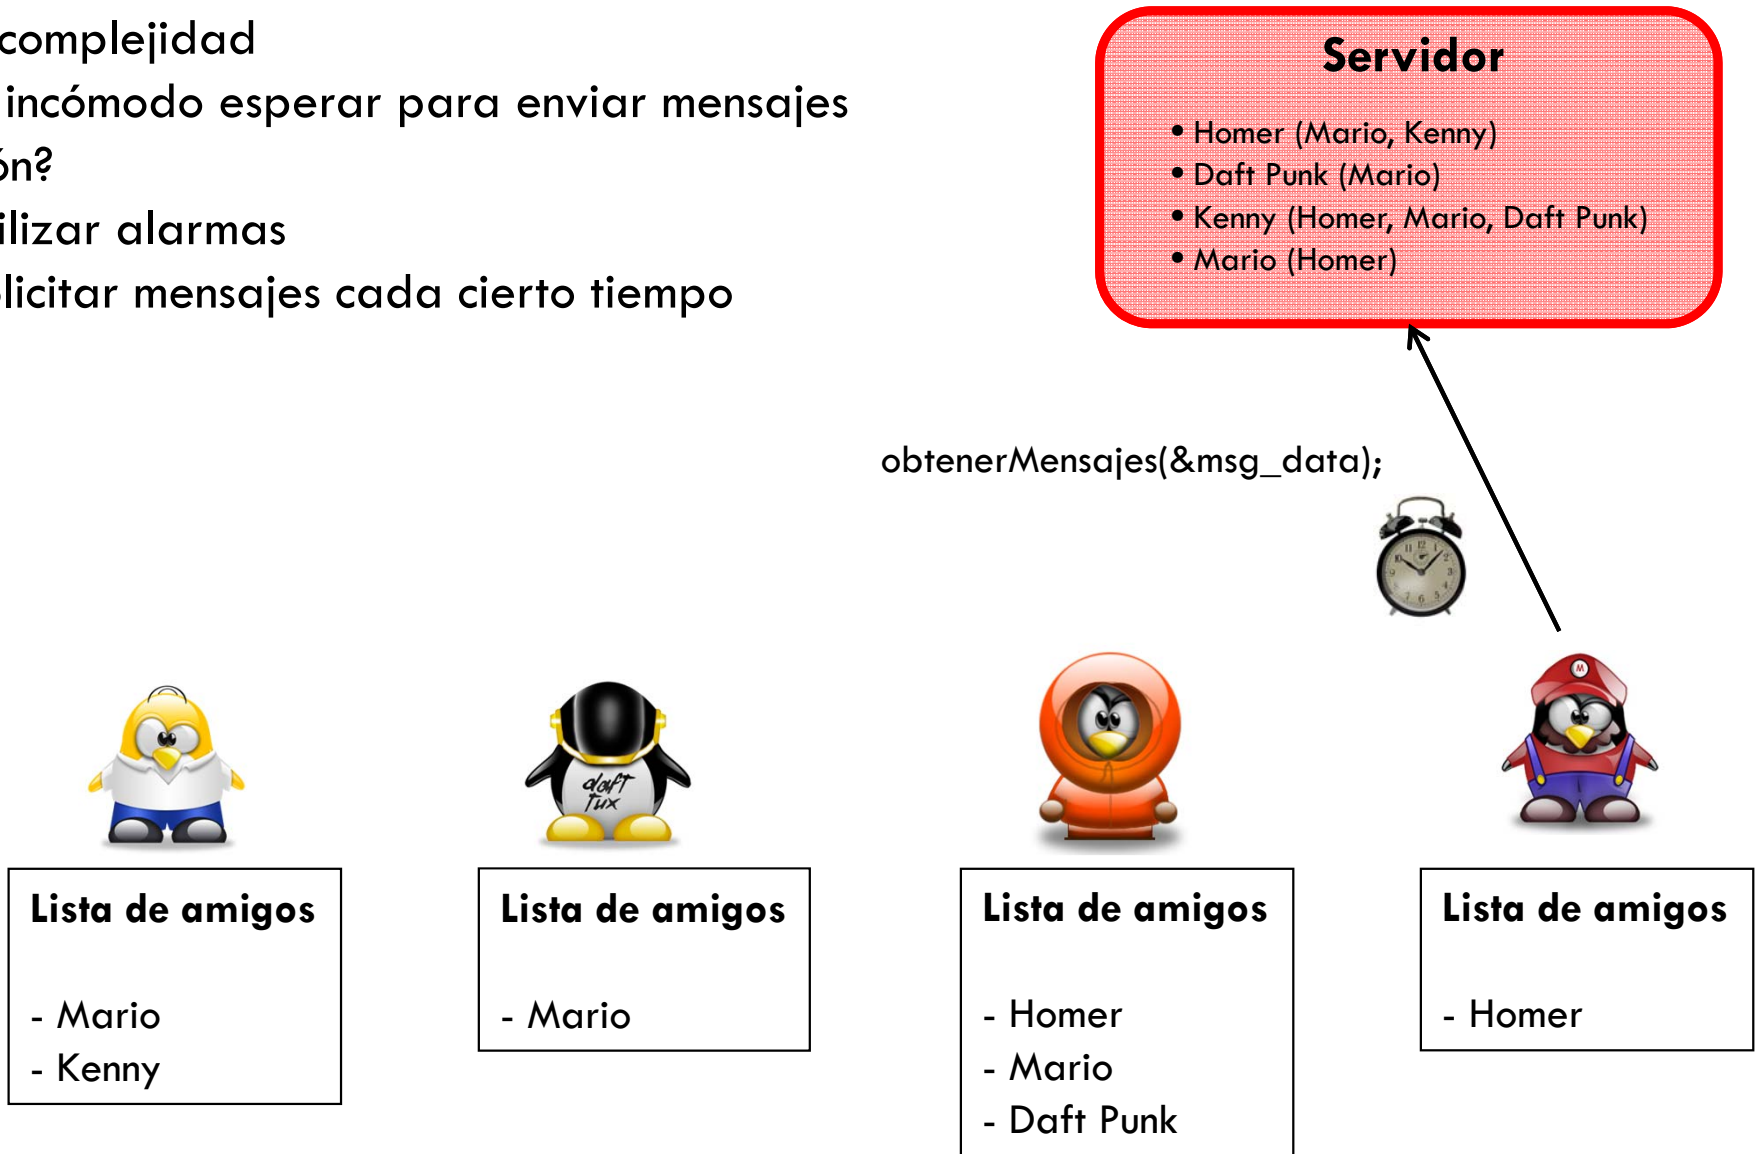 complejidad
incómodo esperar para enviar mensajes
ón?
ilizar alarmas
licitar mensajes cada cierto tiempo
Servidor
• Homer (Mario, Kenny)
• Daft Punk (Mario)
• Kenny (Homer, Mario, Daft Punk)
• Mario (Homer)
obtenerMensajes(&msg_data);
daft
Tux
M
Lista de amigos
- Mario
- Kenny
Lista de amigos
- Mario
Lista de amigos
- Homer
- Mario
- Daft Punk
Lista de amigos
- Homer